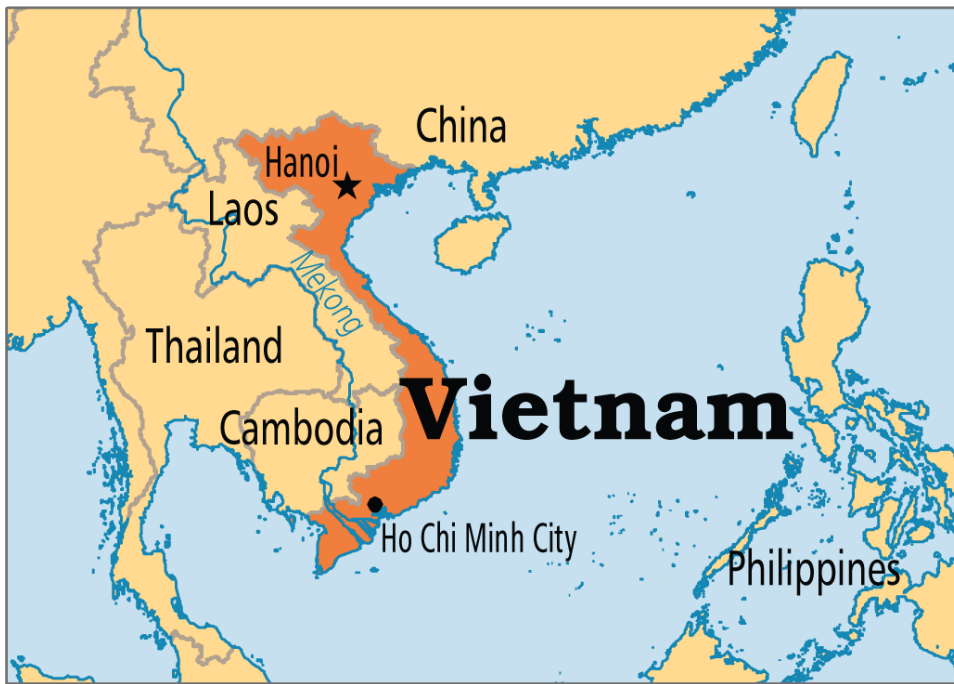 China
Hanoi
Laos
Mekong
Thailand
Vietnam
Cambodia
Ho Chi Minh City
Philippines